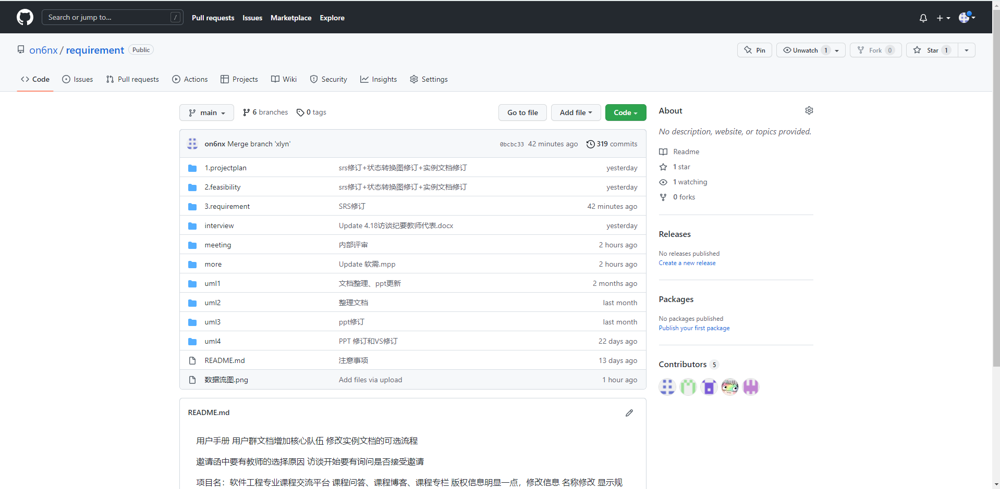 Search or jump to... /
Pull requests Issues Marketplace Explore
on6nx / requirement Public
Pin Unwatch 1 Fork 0 Star 1
Code Issues Pull requests Actions Projects Wiki Security Insights Settings
main 6 branches 0 tags Go to file Add file Code
on6nx Merge branch 'xlyn' 0bcbc33 42 minutes ago 319 commits
1.projectplan srs修订+状态转换图修订+实例文档修订 yesterday
2.feasibility srs修订+状态转换图修订+实例文档修订 yesterday
3.requirement SRS修订 42 minutes ago
interview Update 4.18访谈纪要教师代表.docx yesterday
meeting 内部评审 2 hours ago
more Update 软需.mpp 2 hours ago
uml1 文档整理、ppt更新 2 months ago
uml2 整理文档 last month
uml3 ppt修订 last month
uml4 PPT 修订和VS修订 22 days ago
README.md 注意事项 13 days ago
数据流图.png Add files via upload 1 hour ago
README.md
用户手册 用户群文档增加核心队伍 修改实例文档的可选流程
邀请函中要有教师的选择原因 访谈开始要有询问是否接受邀请
项目名：软件工程专业课程交流平台 课程问答、课程博客、课程专栏 版权信息明显一点，修改信息 名称修改 显示规
About
No description, website, or topics provided.
Readme
1 star
1 watching
0 forks
Releases
No releases published
Create a new release
Packages
No packages published
Publish your first package
Contributors 5